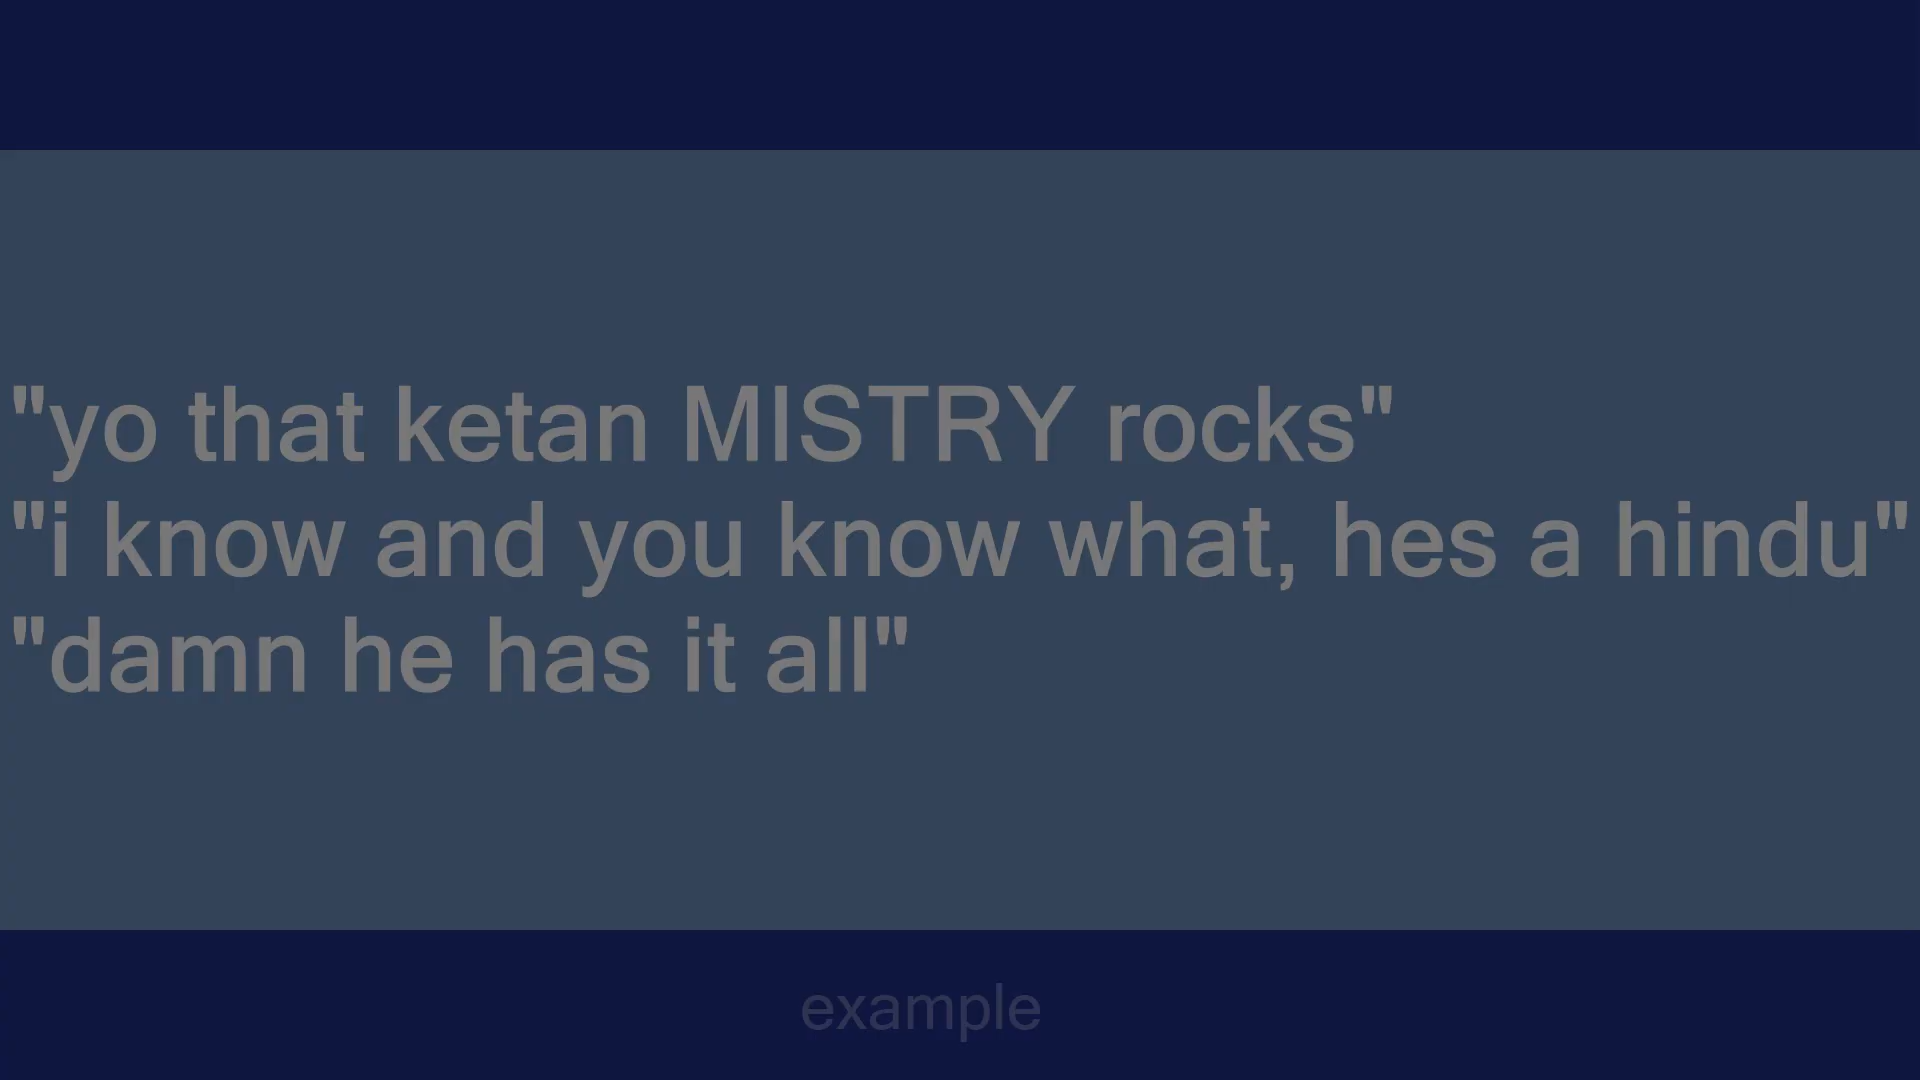 "yo that ketan MISTRY rocks"
"i know and you know what, hes a hindu"
"damn he has it all"
example